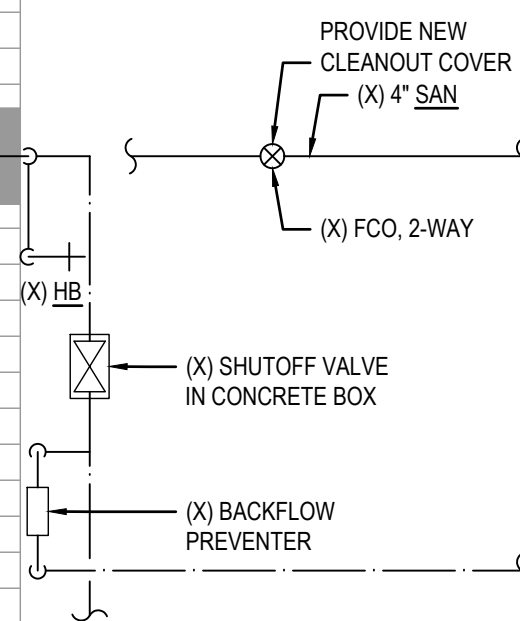 PROVIDE NEW
CLEANOUT COVER
(X) 4" SAN
(X) FCO, 2-WAY
(X) HB
(X) SHUTOFF VALVE
IN CONCRETE BOX
(X) BACKFLOW
PREVENTER